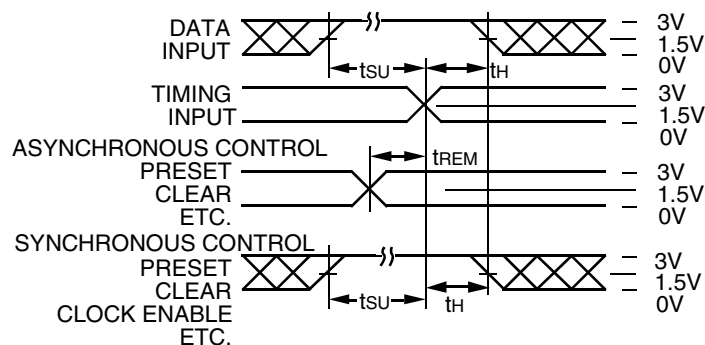 DATA
INPUT
tSU
tH
3V
1.5V
0V
TIMING
INPUT
3V
1.5V
0V
ASYNCHRONOUS CONTROL
PRESET
CLEAR
ETC.
tREM
3V
1.5V
0V
SYNCHRONOUS CONTROL
PRESET
CLEAR
CLOCK ENABLE
ETC.
tSU
tH
3V
1.5V
0V